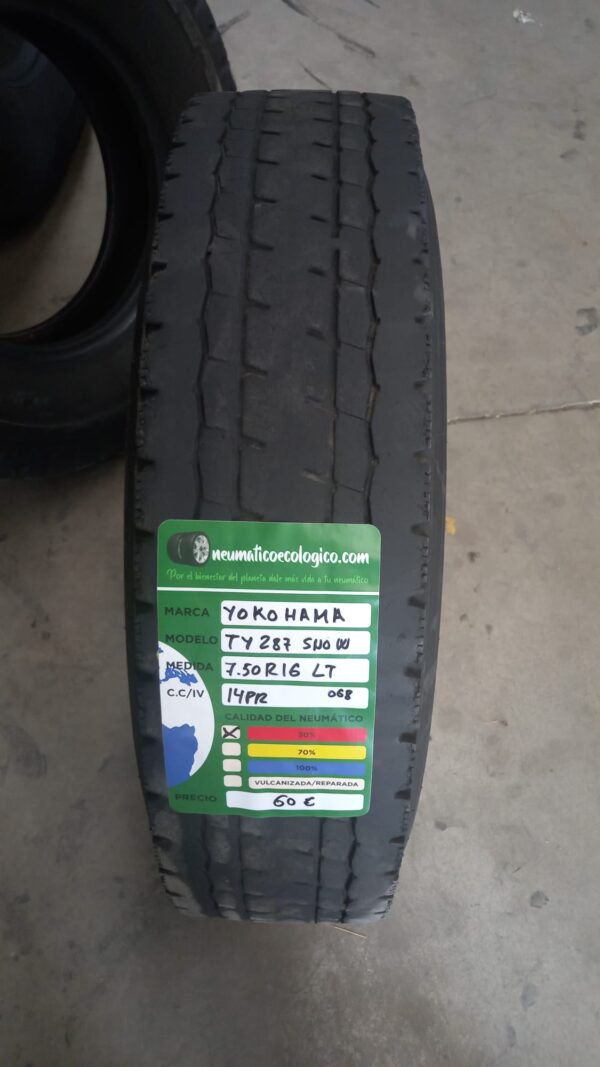 neumaticoecologico.com
Por el bienestar del planeta dale más vida a tu neumático
MARCA YOKOHAMA
MODELO TY 287 SNOW
MEDIDA 7.50R16 LT
C.C/IV 14PR 068
CALIDAD DEL NEUMÁTICO
X 50%
70%
100%
VULCANIZADA/REPARADA
PRECIO 60 €